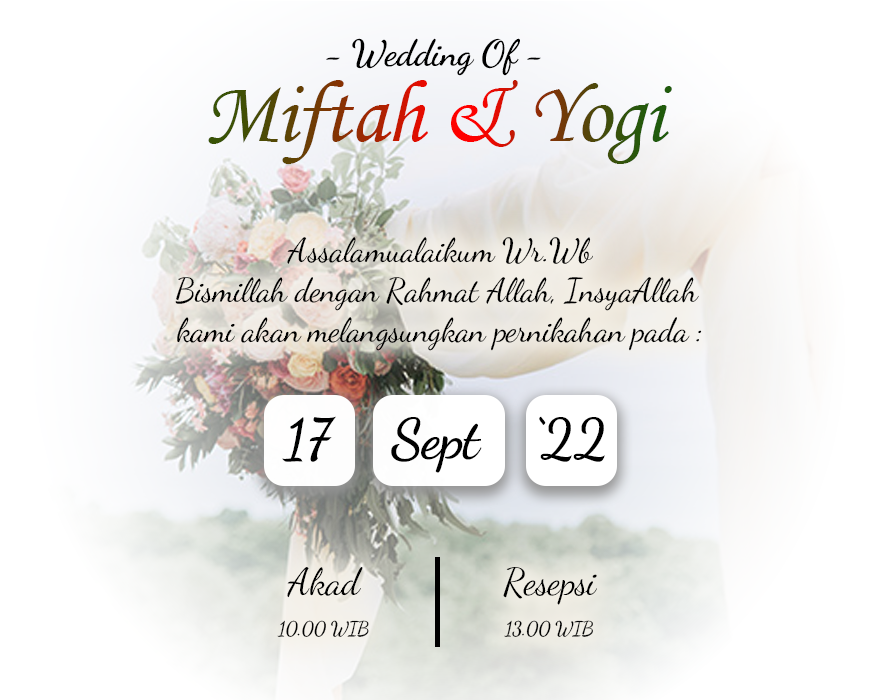 - Wedding Of -
Miftah & Yogi
Assalamualaikum Wr.Wb
Bismillah dengan Rahmat Allah, InsyaAllah
kami akan melangsungkan pernikahan pada :
17 Sept `22
Akad Resepsi
10.00 WIB 13.00 WIB